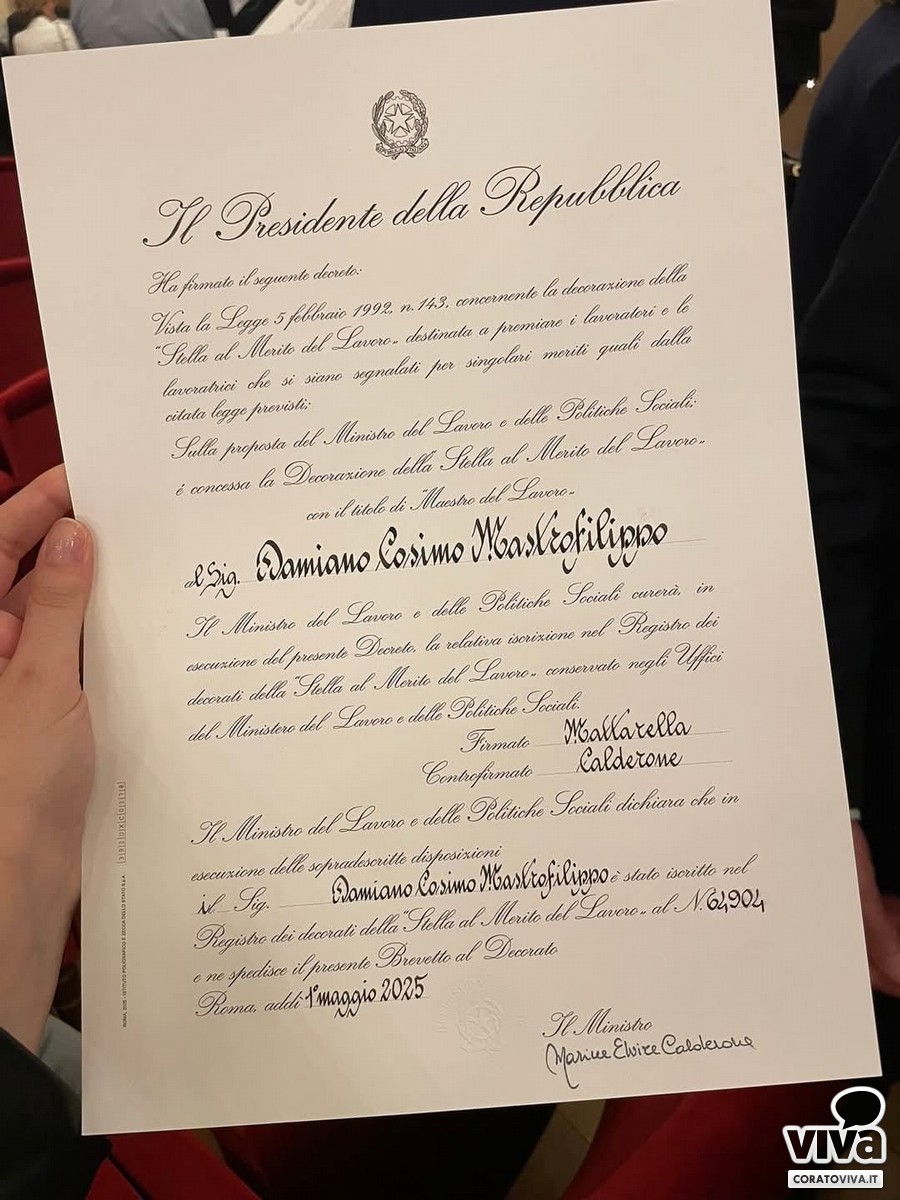 Il Presidente della Repubblica
Ha firmato il seguente decreto:
Vista la Legge 5 febbraio 1992, n. 143, concernente la decorazione della
"Stella al Merito del Lavoro" destinata a premiare i lavoratori e le
lavoratrici che si siano segnalati per singolari meriti quali dalla
citata legge previsti;
Sulla proposta del Ministro del Lavoro e delle Politiche Sociali;
è concessa la Decorazione della "Stella al Merito del Lavoro"
con il titolo di "Maestro del Lavoro"
al Sig. Damiano Cosimo Mastrofilippo
Il Ministro del Lavoro e delle Politiche Sociali curerà, in
esecuzione del presente Decreto, la relativa iscrizione nel Registro dei
decorati della "Stella al Merito del Lavoro" conservato negli Uffici
del Ministero del Lavoro e delle Politiche Sociali.
Firmato Mattarella
Controfirmato Calderone
Il Ministro del Lavoro e delle Politiche Sociali dichiara che in
esecuzione delle sopradescritte disposizioni
il Sig. Damiano Cosimo Mastrofilippo è stato iscritto nel
Registro dei decorati della "Stella al Merito del Lavoro" al N. 64904
e ne spedisce il presente Brevetto al Decorato
Roma, addì 1° maggio 2025
Il Ministro
Marina Elvira Calderone
ISTITUTO POLIGRAFICO E ZECCA DELLO STATO S.p.A.
viva
CORATOVIVA.IT